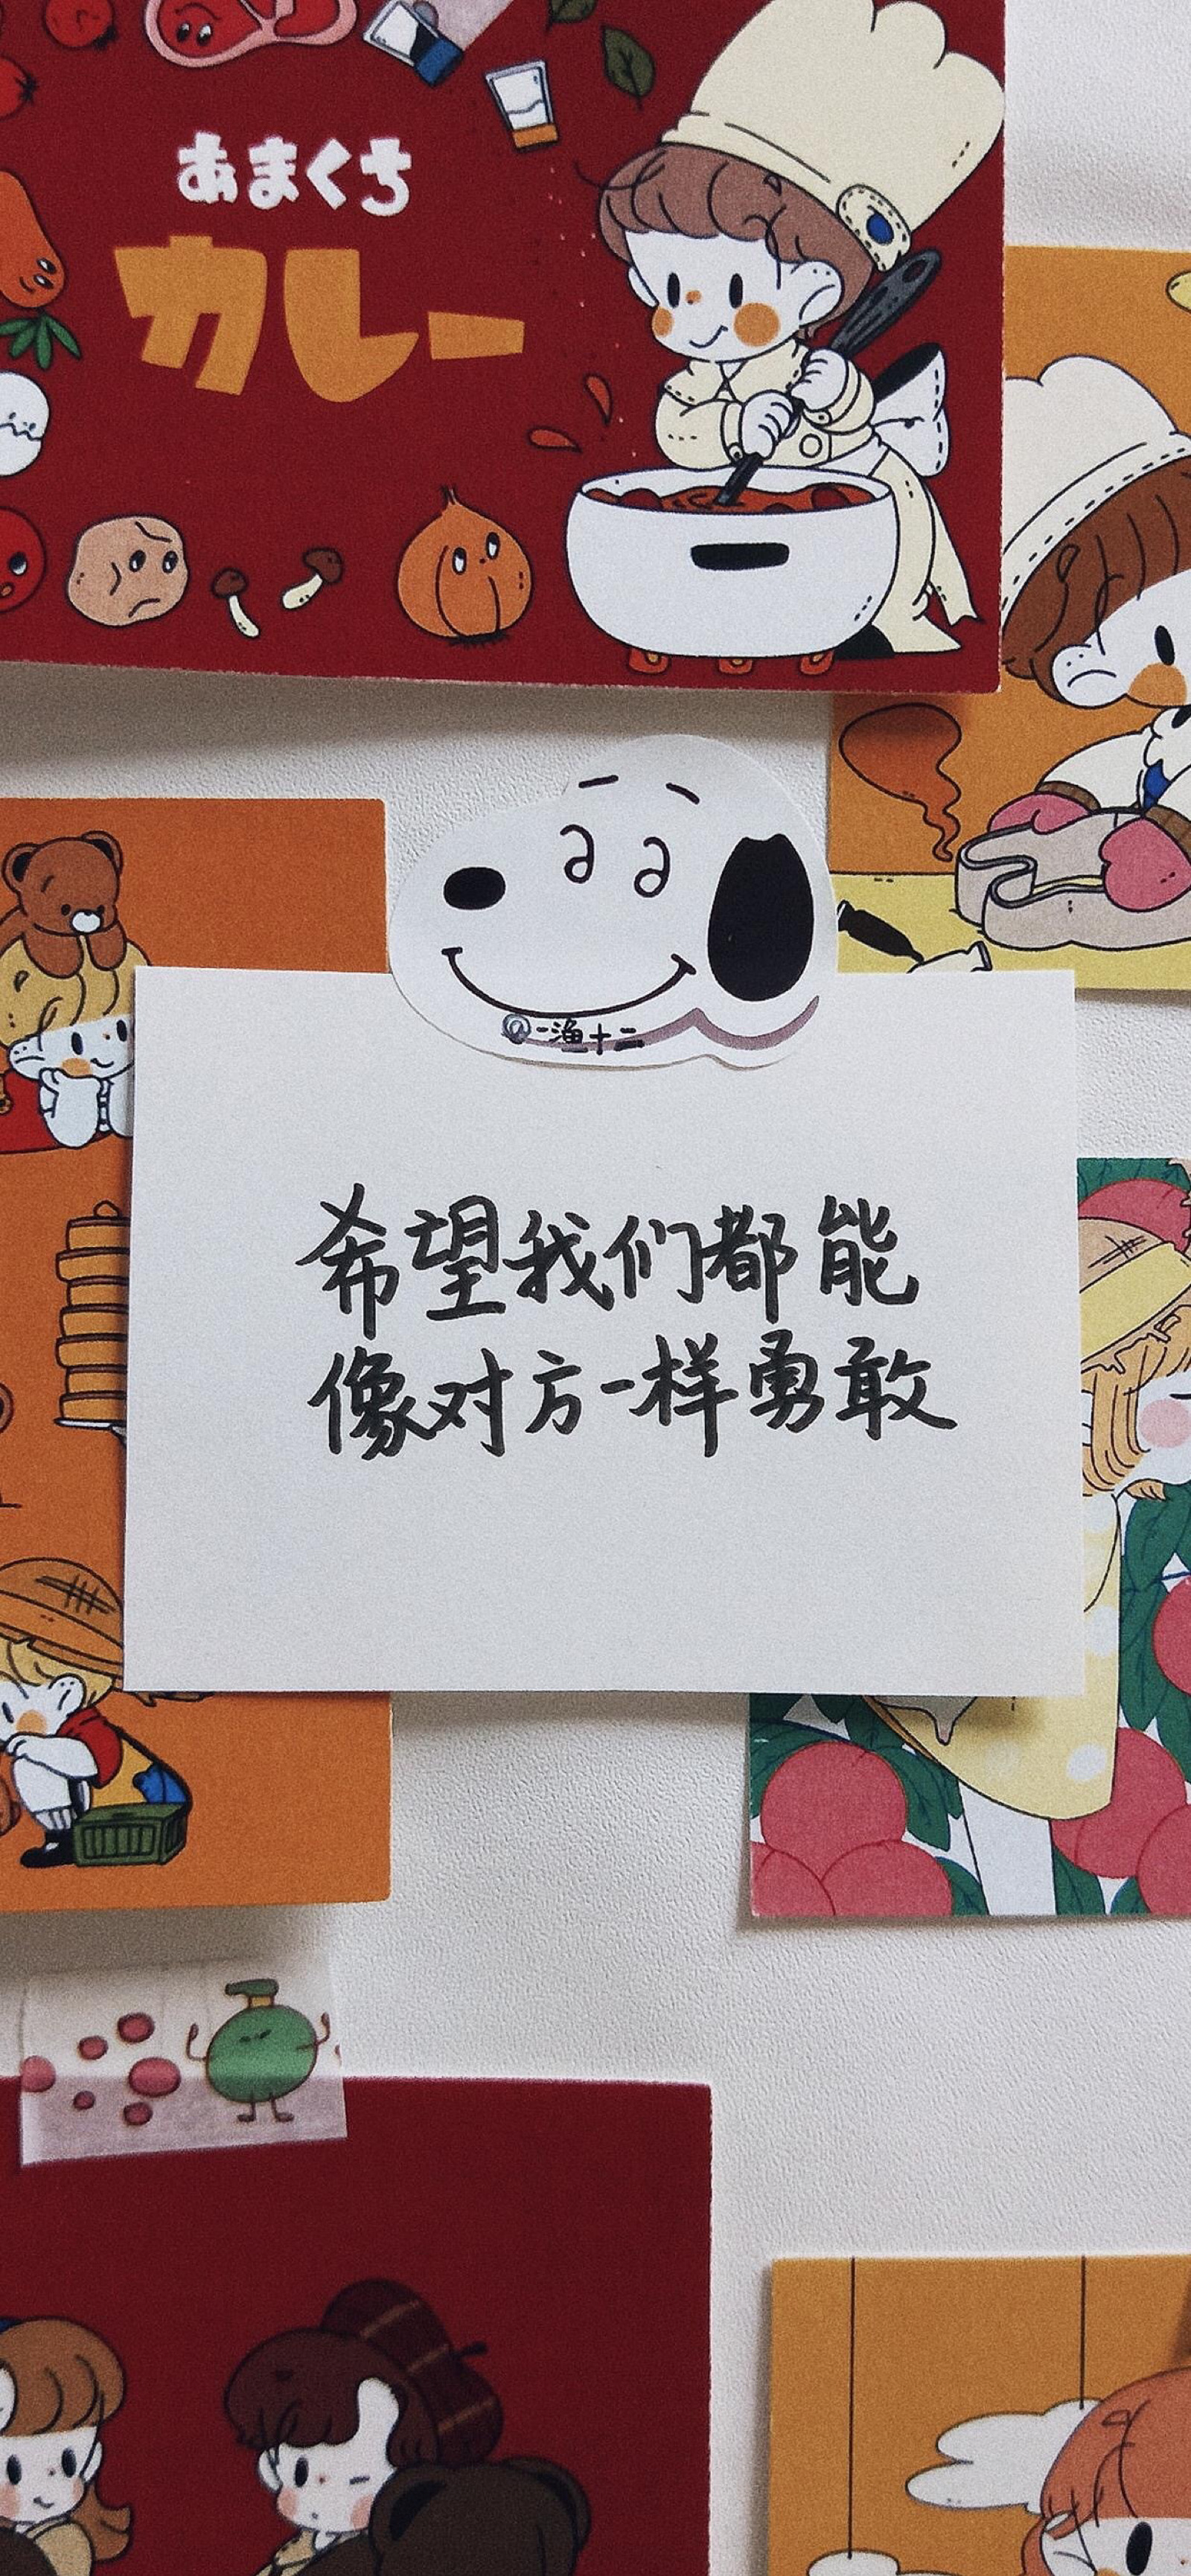 あまくち
カレー
@一渔十二
希望我们都能
像对方一样勇敢